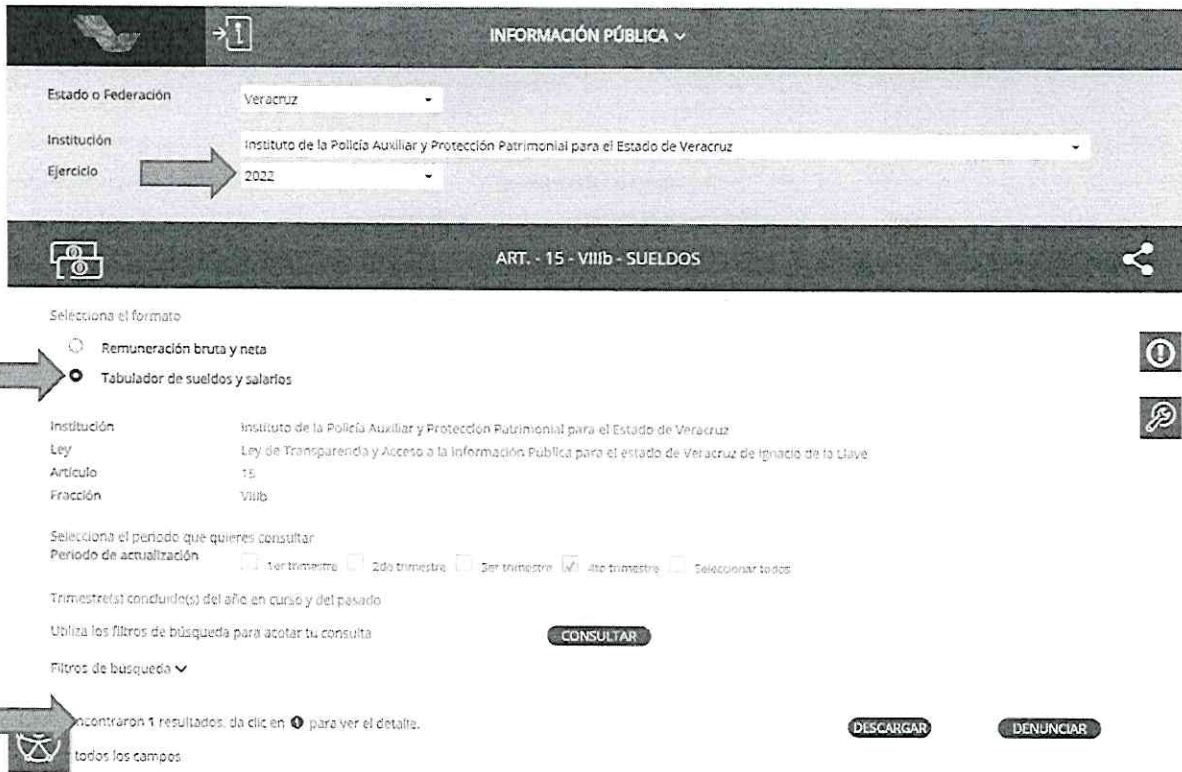 INFORMACIÓN PÚBLICA
Estado o Federación Veracruz
Institución Instituto de la Policía Auxiliar y Protección Patrimonial para el Estado de Veracruz
Ejercicio 2022
ART. - 15 - VIIIb - SUELDOS
Selecciona el formato
Remuneración bruta y neta
Tabulador de sueldos y salarios
Institución Instituto de la Policía Auxiliar y Protección Patrimonial para el Estado de Veracruz
Ley Ley de Transparencia y Acceso a la Información Pública para el estado de Veracruz de Ignacio de la Llave
Artículo 15
Fracción VIIIb
Selecciona el periodo que quieres consultar
Periodo de actualización 1er trimestre 2do trimestre 3er trimestre 4to trimestre Seleccionar todos
Trimestre(s) concluido(s) del año en curso y del pasado
Utiliza los filtros de búsqueda para acotar tu consulta CONSULTAR
Filtros de búsqueda
ncontraron 1 resultados, da clic en para ver el detalle. DESCARGAR DENUNCIAR
todos los campos